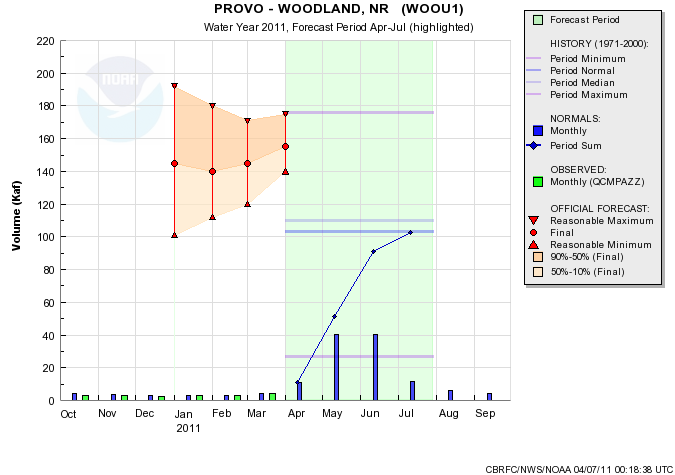 PROVO - WOODLAND, NR (WOOU1)
Water Year 2011, Forecast Period Apr-Jul (highlighted)
Forecast Period
HISTORY (1971-2000):
Period Minimum
Period Normal
Period Median
Period Maximum
NORMALS:
Monthly
Period Sum
OBSERVED:
Monthly (QCMPAZZ)
OFFICIAL FORECAST:
Reasonable Maximum
Final
Reasonable Minimum
90%-50% (Final)
50%-10% (Final)
NOAA
Volume (Kaf)
220
200
180
160
140
120
100
80
60
40
20
0
Oct Nov Dec Jan Feb Mar Apr May Jun Jul Aug Sep
2011
CBRFC/NWS/NOAA 04/07/11 00:18:38 UTC